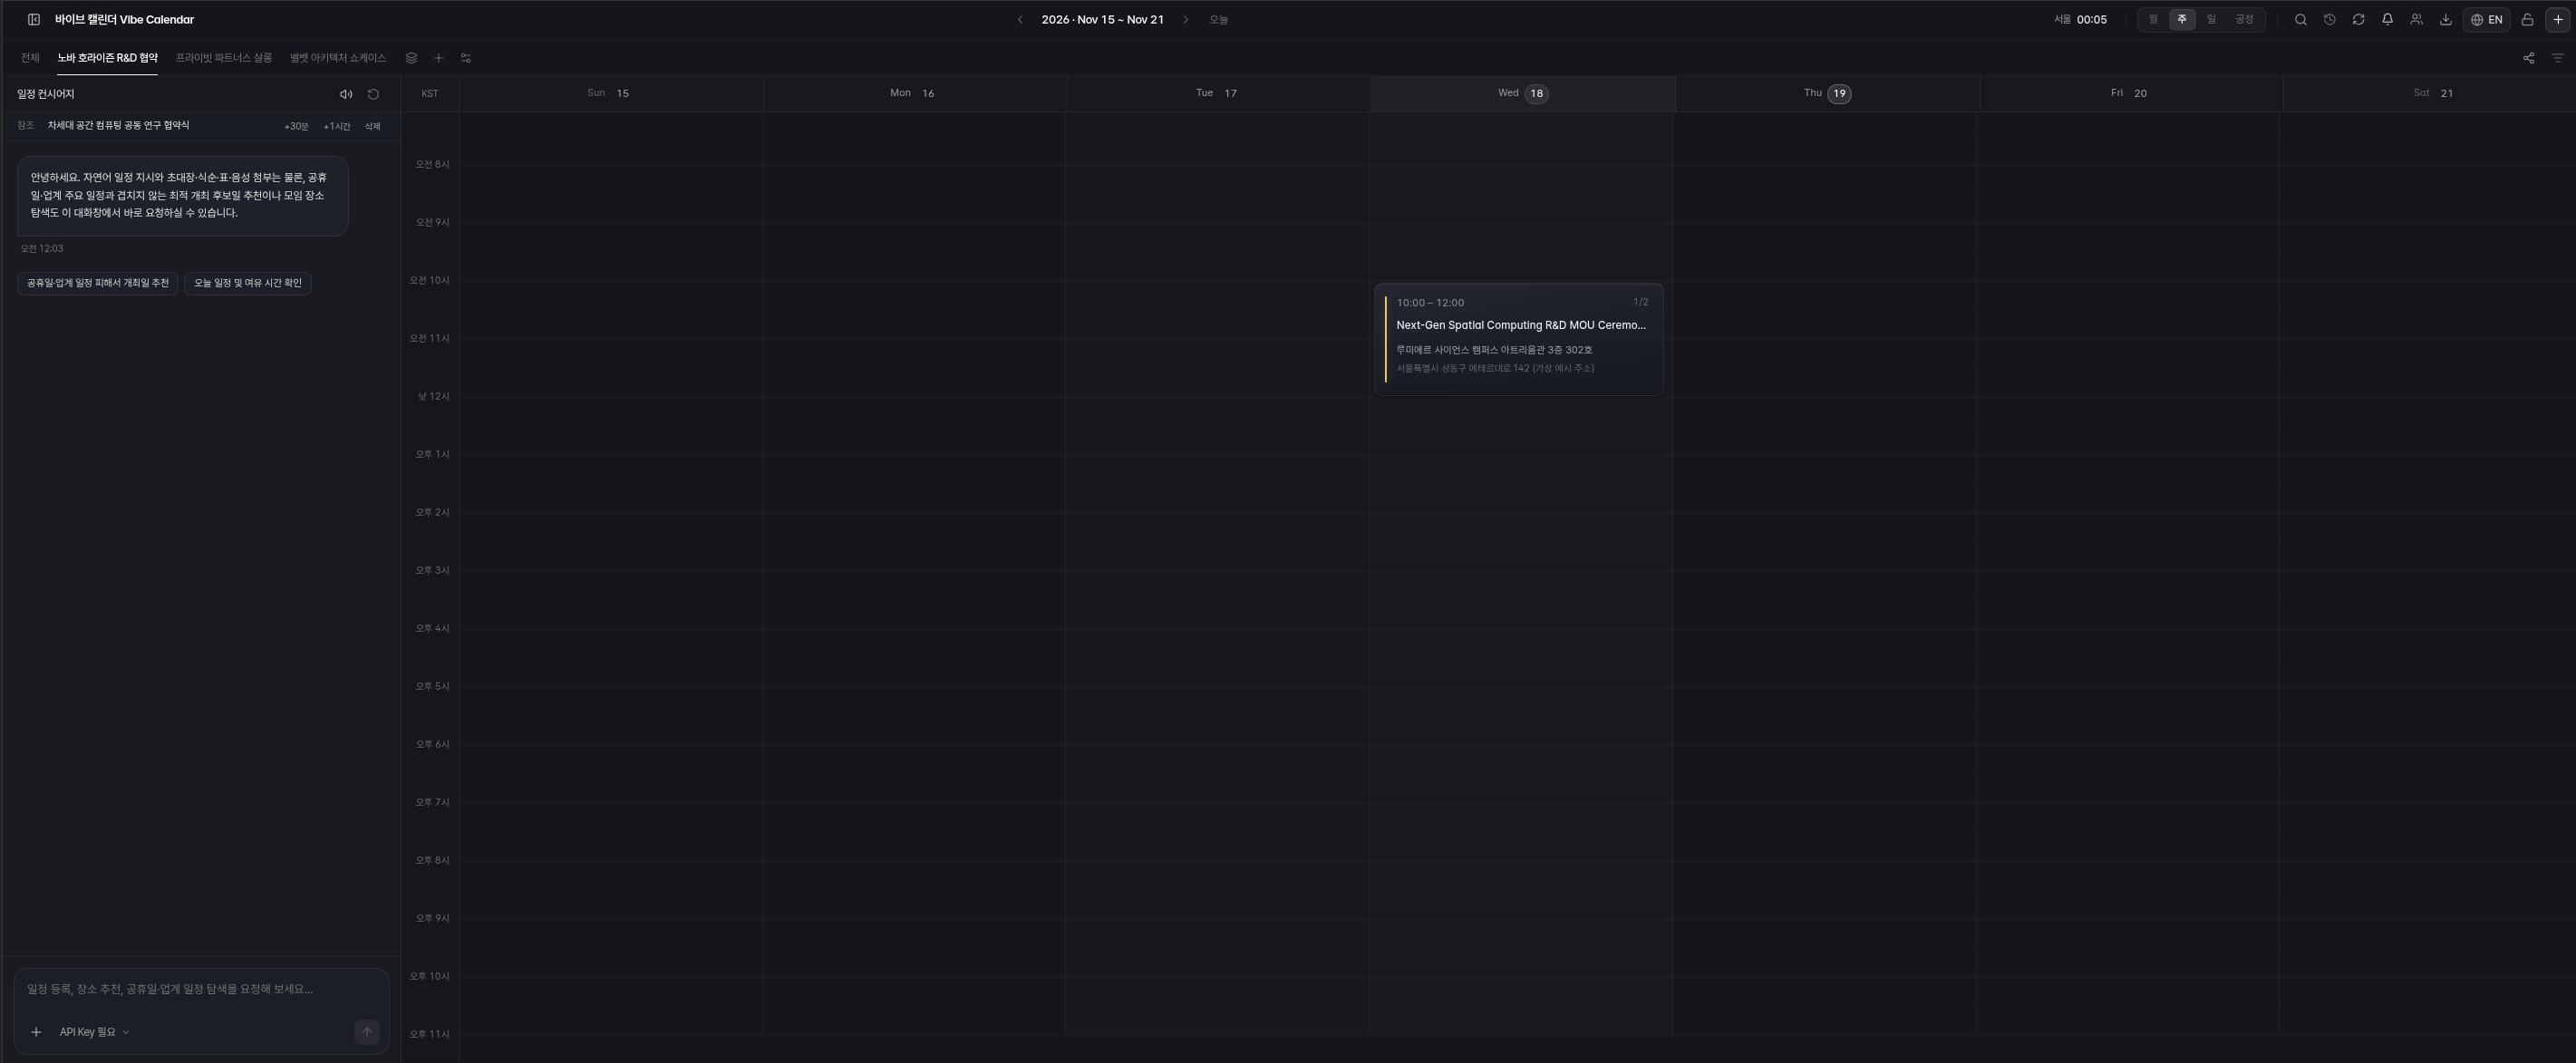 바이브 캘린더 Vibe Calendar
2026 · Nov 15 ~ Nov 21
오늘
서울 00:05
월 주 일 공정
EN
전체 노바 호라이즌 R&D 협약 프라이빗 파트너스 살롱 벨벳 아키텍처 쇼케이스
일정 컨시어지
참조 · 차세대 공간 컴퓨팅 공동 연구 협약식 +30분 +1시간 삭제
안녕하세요. 자연어 일정 지시와 초대장·식순·표·음성 첨부는 물론, 공휴
일·업계 주요 일정과 겹치지 않는 최적 개최 후보일 추천이나 모임 장소
탐색도 이 대화창에서 바로 요청하실 수 있습니다.
오전 12:03
공휴일·업계 일정 피해서 개최일 추천 오늘 일정 및 여유 시간 확인
일정 등록, 장소 추천, 공휴일·업계 일정 탐색을 요청해 보세요...
API Key 필요
KST Sun 15 Mon 16 Tue 17 Wed 18 Thu 19 Fri 20 Sat 21
오전 8시
오전 9시
오전 10시
10:00 – 12:00 1/2
Next-Gen Spatial Computing R&D MOU Ceremo...
루미에르 사이언스 캠퍼스 아트리움관 3층 302호
서울특별시 성동구 에테르대로 142 (가상 예시 주소)
오전 11시
낮 12시
오후 1시
오후 2시
오후 3시
오후 4시
오후 5시
오후 6시
오후 7시
오후 8시
오후 9시
오후 10시
오후 11시